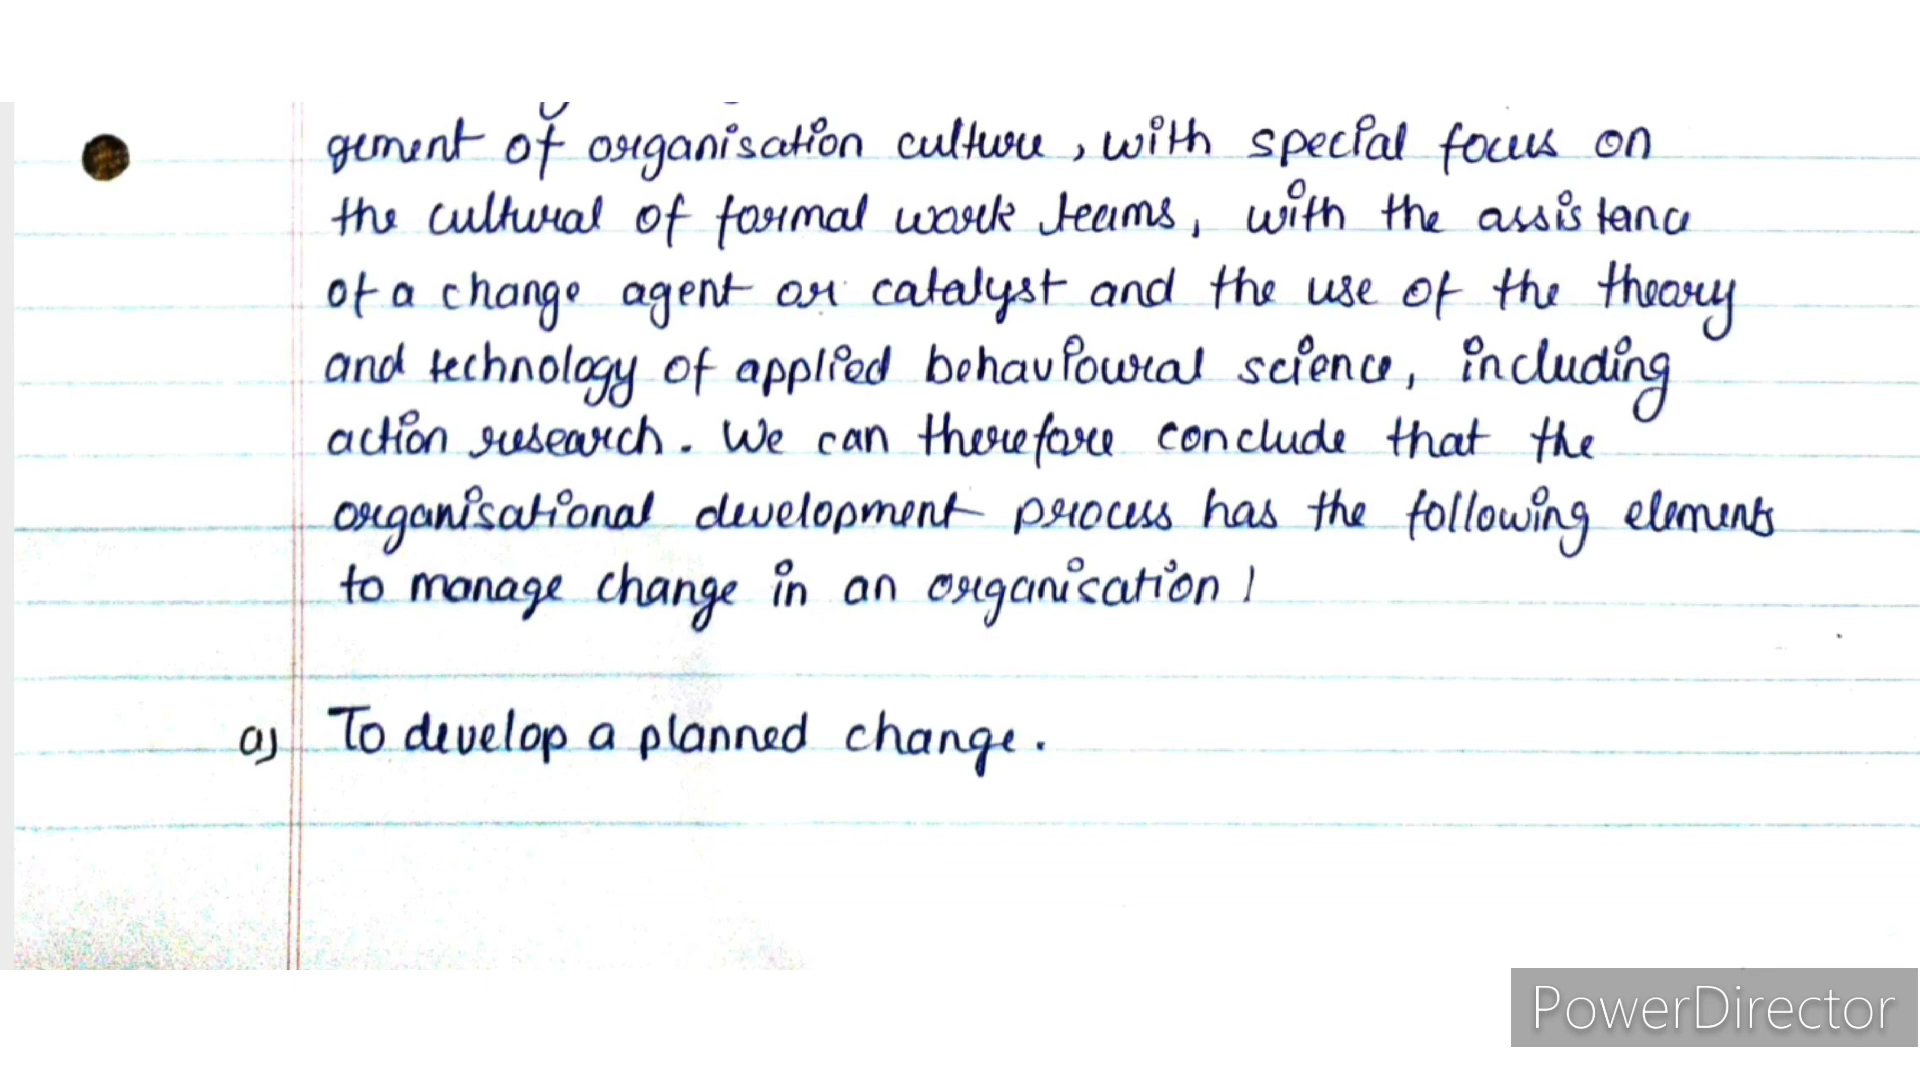 gement of organisation culture, with special focus on
the cultural of formal work teams, with the assistance
of a change agent or catalyst and the use of the theory
and technology of applied behavioural science, including
action research. We can therefore conclude that the
organisational development process has the following elements
to manage change in an organisation!
a) To develop a planned change.
PowerDirector